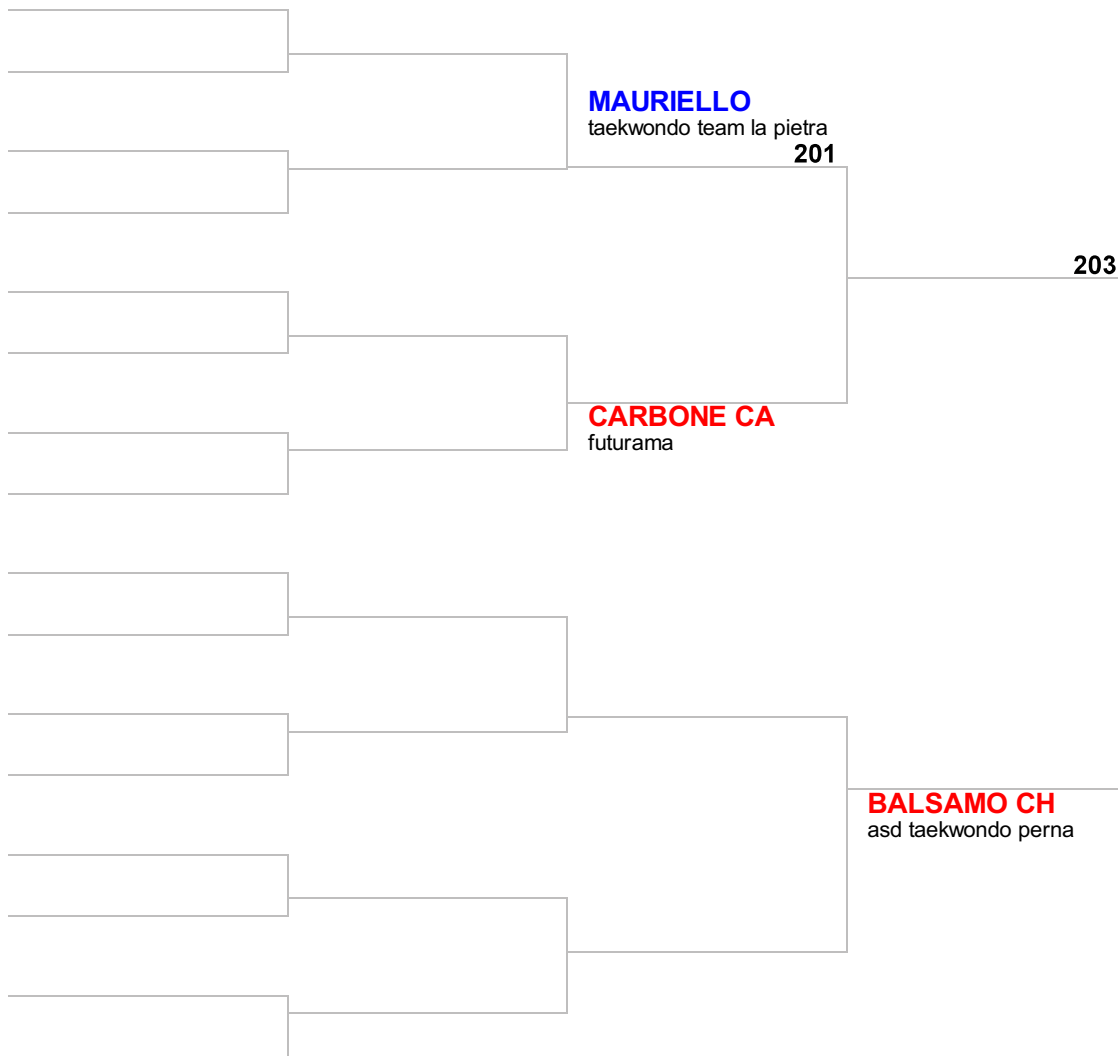 MAURIELLO
taekwondo team la pietra
201
203
CARBONE CA
futurama
BALSAMO CH
asd taekwondo perna